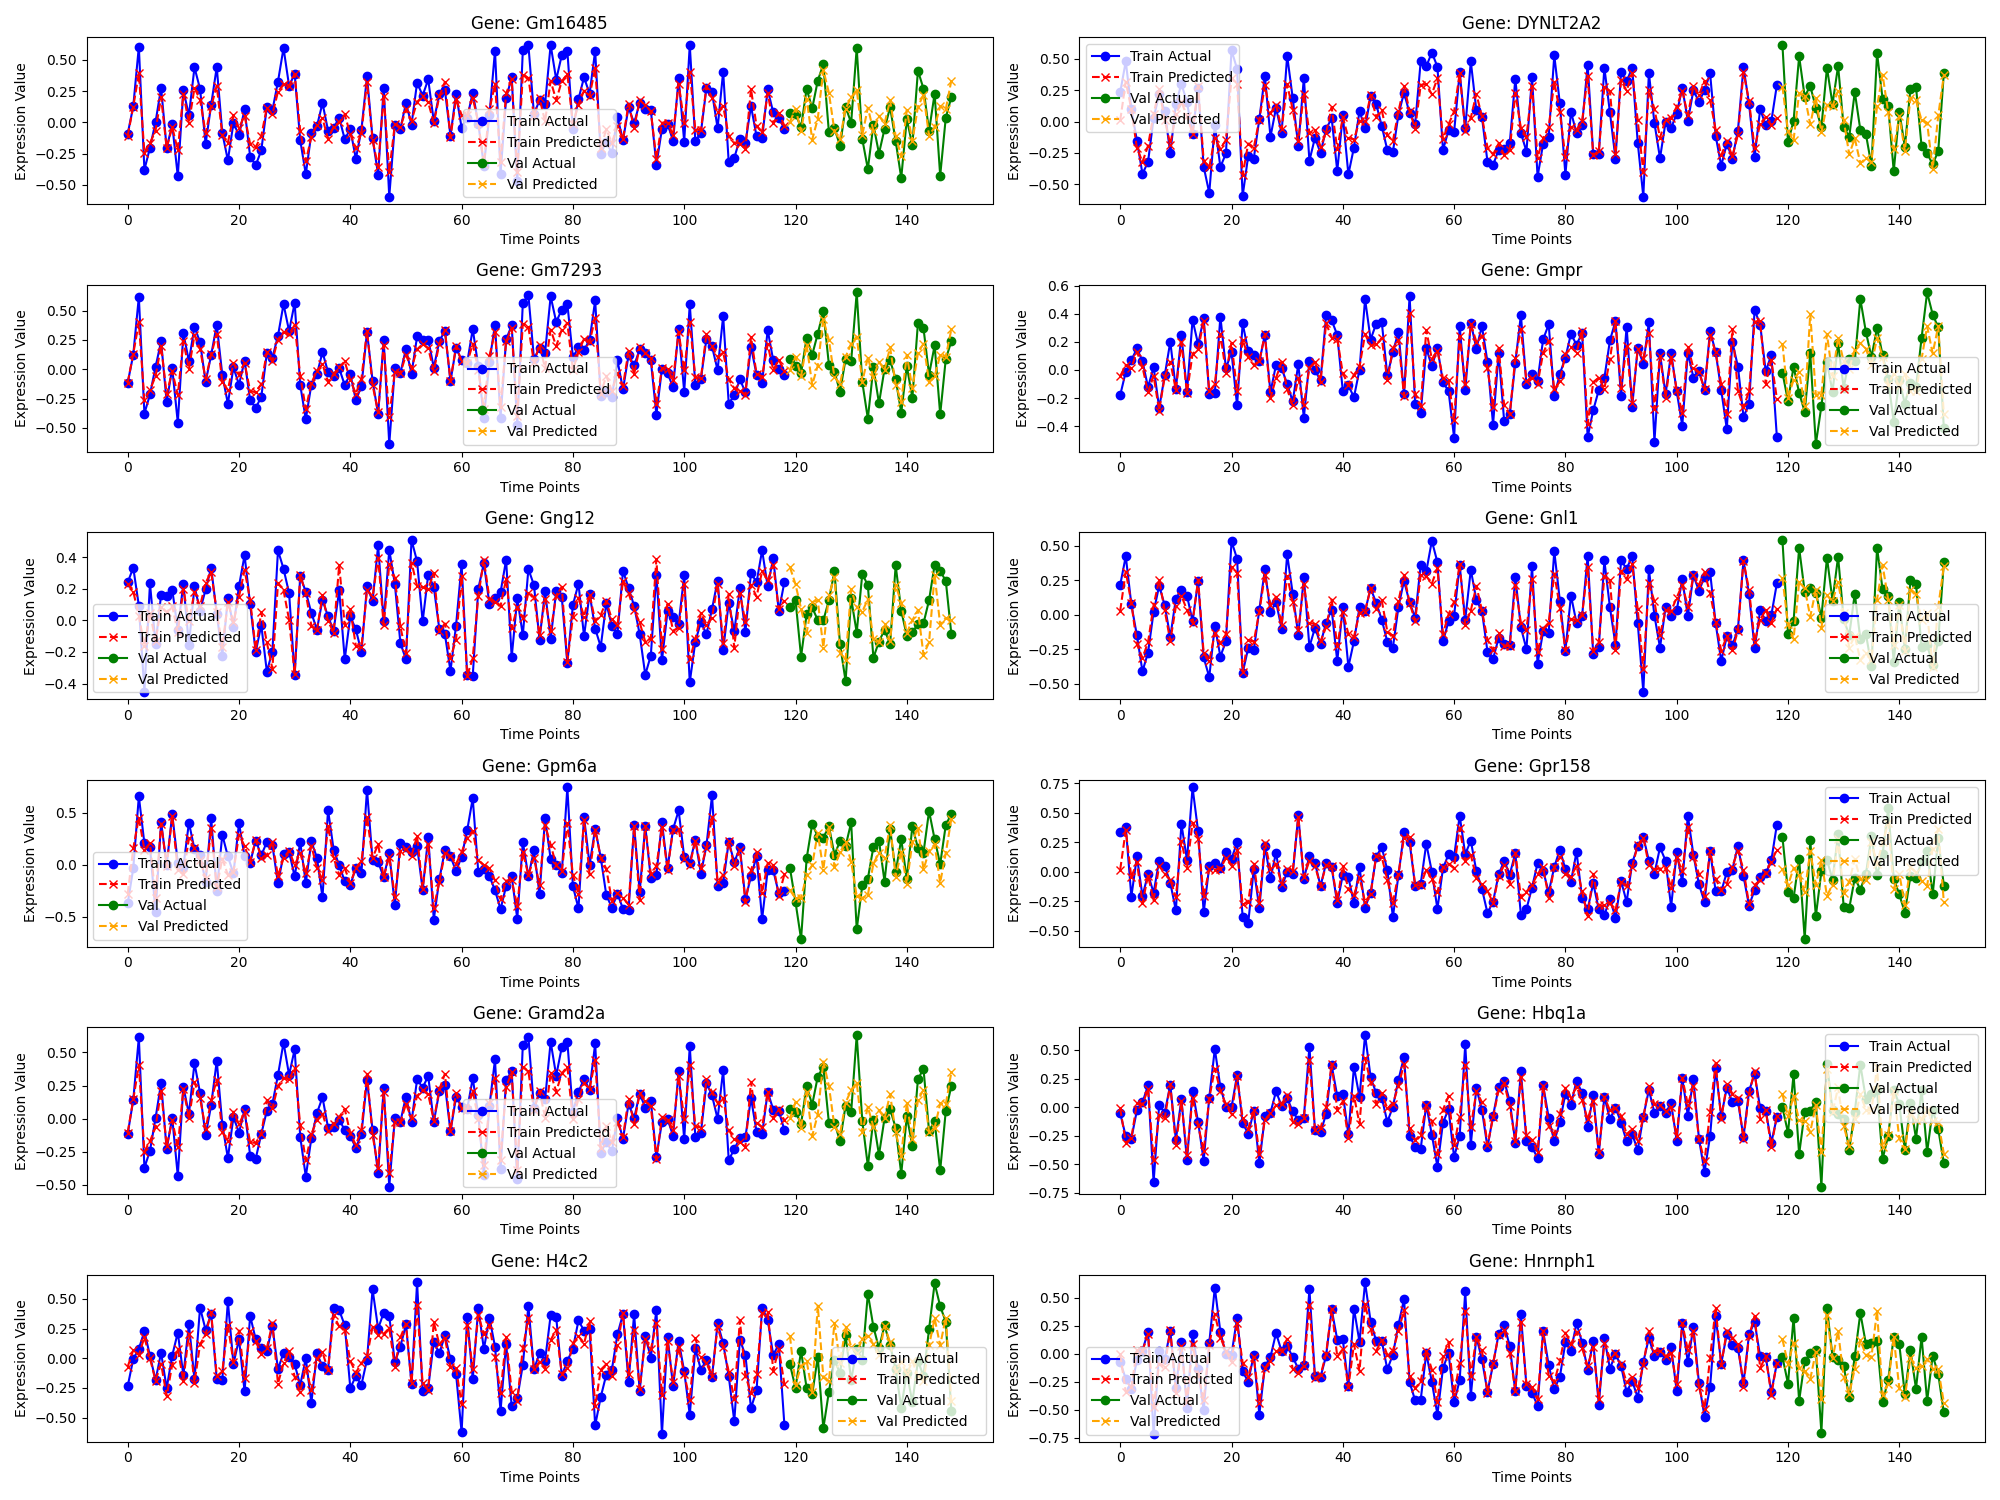 Gene: Gm16485
Expression Value
0.50
0.25
0.00
−0.25
−0.50
Train Actual
Train Predicted
Val Actual
Val Predicted
0 20 40 60 80 100 120 140
Time Points
Gene: DYNLT2A2
Expression Value
0.50
0.25
0.00
−0.25
−0.50
Train Actual
Train Predicted
Val Actual
Val Predicted
0 20 40 60 80 100 120 140
Time Points
Gene: Gm7293
Expression Value
0.50
0.25
0.00
−0.25
−0.50
Train Actual
Train Predicted
Val Actual
Val Predicted
0 20 40 60 80 100 120 140
Time Points
Gene: Gmpr
Expression Value
0.6
0.4
0.2
0.0
−0.2
−0.4
Train Actual
Train Predicted
Val Actual
Val Predicted
0 20 40 60 80 100 120 140
Time Points
Gene: Gng12
Expression Value
0.4
0.2
0.0
−0.2
−0.4
Train Actual
Train Predicted
Val Actual
Val Predicted
0 20 40 60 80 100 120 140
Time Points
Gene: Gnl1
Expression Value
0.50
0.25
0.00
−0.25
−0.50
Train Actual
Train Predicted
Val Actual
Val Predicted
0 20 40 60 80 100 120 140
Time Points
Gene: Gpm6a
Expression Value
0.5
0.0
−0.5
Train Actual
Train Predicted
Val Actual
Val Predicted
0 20 40 60 80 100 120 140
Time Points
Gene: Gpr158
Expression Value
0.75
0.50
0.25
0.00
−0.25
−0.50
Train Actual
Train Predicted
Val Actual
Val Predicted
0 20 40 60 80 100 120 140
Time Points
Gene: Gramd2a
Expression Value
0.50
0.25
0.00
−0.25
−0.50
Train Actual
Train Predicted
Val Actual
Val Predicted
0 20 40 60 80 100 120 140
Time Points
Gene: Hbq1a
Expression Value
0.50
0.25
0.00
−0.25
−0.50
−0.75
Train Actual
Train Predicted
Val Actual
Val Predicted
0 20 40 60 80 100 120 140
Time Points
Gene: H4c2
Expression Value
0.50
0.25
0.00
−0.25
−0.50
Train Actual
Train Predicted
Val Actual
Val Predicted
0 20 40 60 80 100 120 140
Time Points
Gene: Hnrnph1
Expression Value
0.50
0.25
0.00
−0.25
−0.50
−0.75
Train Actual
Train Predicted
Val Actual
Val Predicted
0 20 40 60 80 100 120 140
Time Points